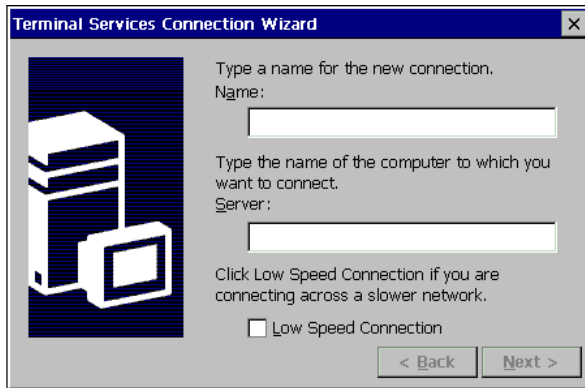 Terminal Services Connection Wizard
Type a name for the new connection.
Name:
Type the name of the computer to which you
want to connect.
Server:
Click Low Speed Connection if you are
connecting across a slower network.
Low Speed Connection
< Back Next >